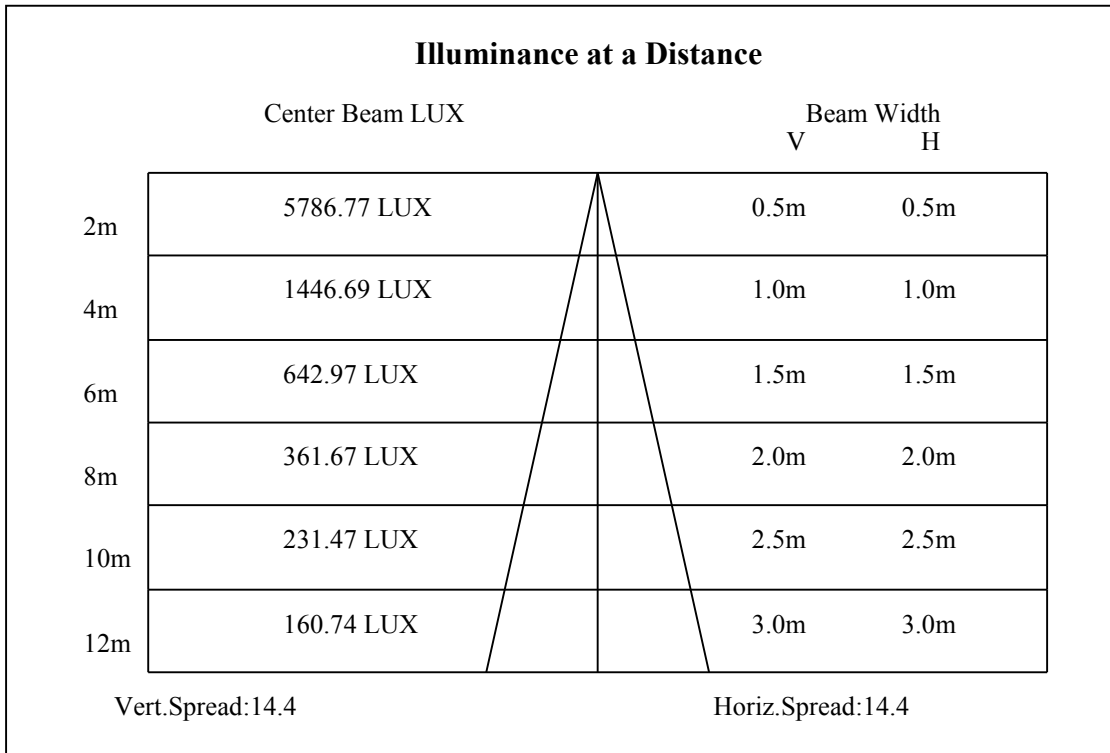 Illuminance at a Distance
Center Beam LUX Beam Width
V H
2m 5786.77 LUX 0.5m 0.5m
4m 1446.69 LUX 1.0m 1.0m
6m 642.97 LUX 1.5m 1.5m
8m 361.67 LUX 2.0m 2.0m
10m 231.47 LUX 2.5m 2.5m
12m 160.74 LUX 3.0m 3.0m
Vert.Spread:14.4 Horiz.Spread:14.4